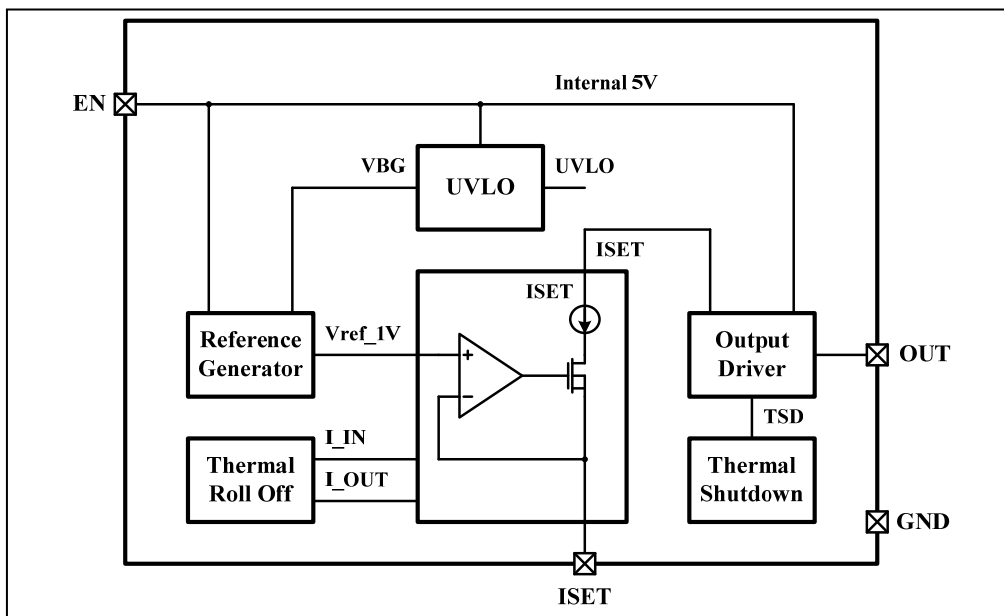 Internal 5V
EN
VBG
UVLO
UVLO
ISET
ISET
Reference
Generator
Vref_1V
+
−
Output
Driver
OUT
TSD
Thermal
Roll Off
I_IN
I_OUT
Thermal
Shutdown
GND
ISET